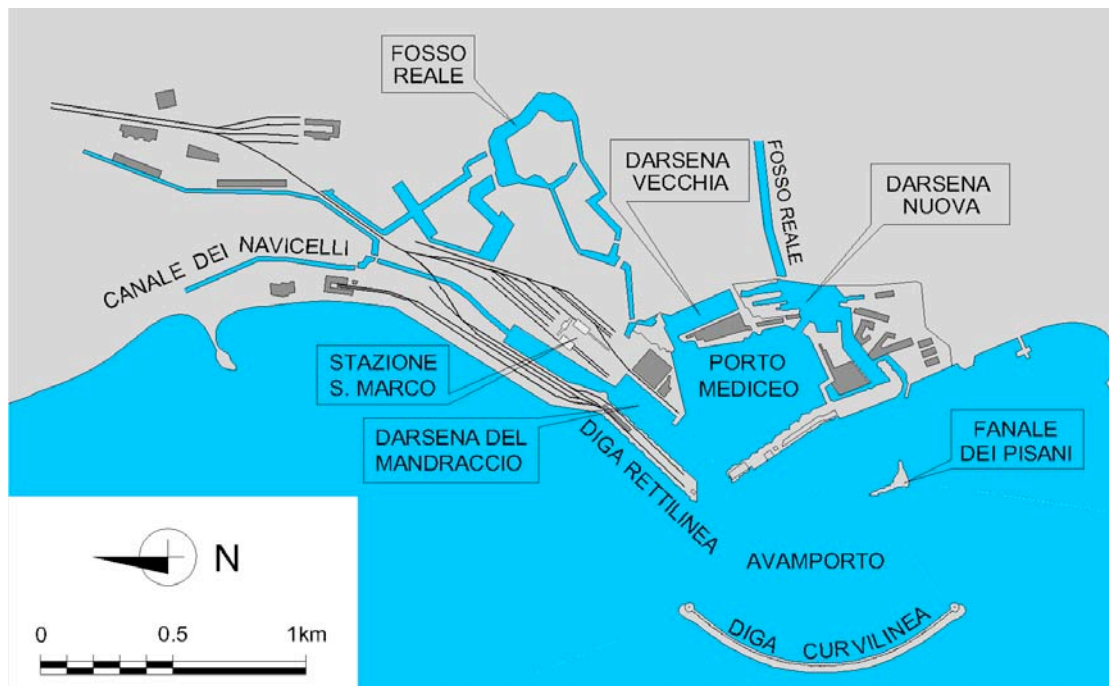 FOSSO
REALE
DARSENA
VECCHIA
FOSSO REALE
DARSENA
NUOVA
CANALE DEI NAVICELLI
STAZIONE
S. MARCO
PORTO
MEDICEO
DARSENA DEL
MANDRACCIO
DIGA RETTILINEA
FANALE
DEI PISANI
AVAMPORTO
DIGA CURVILINEA
N
0 0.5 1km